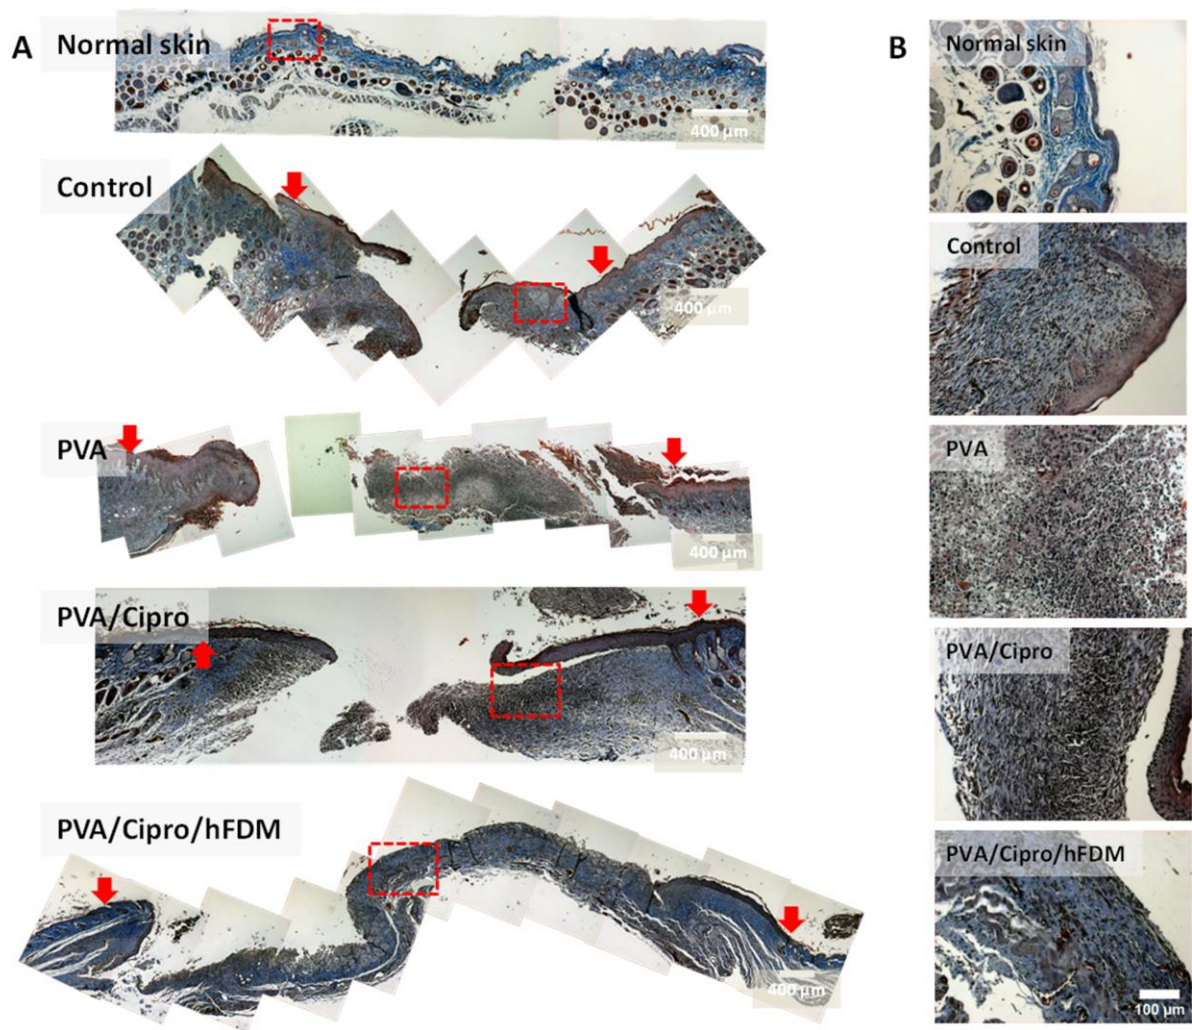 A
Normal skin
400 µm
Control
400 µm
PVA
400 µm
PVA/Cipro
400 µm
PVA/Cipro/hFDM
400 µm
B
Normal skin
Control
PVA
PVA/Cipro
PVA/Cipro/hFDM
100 µm